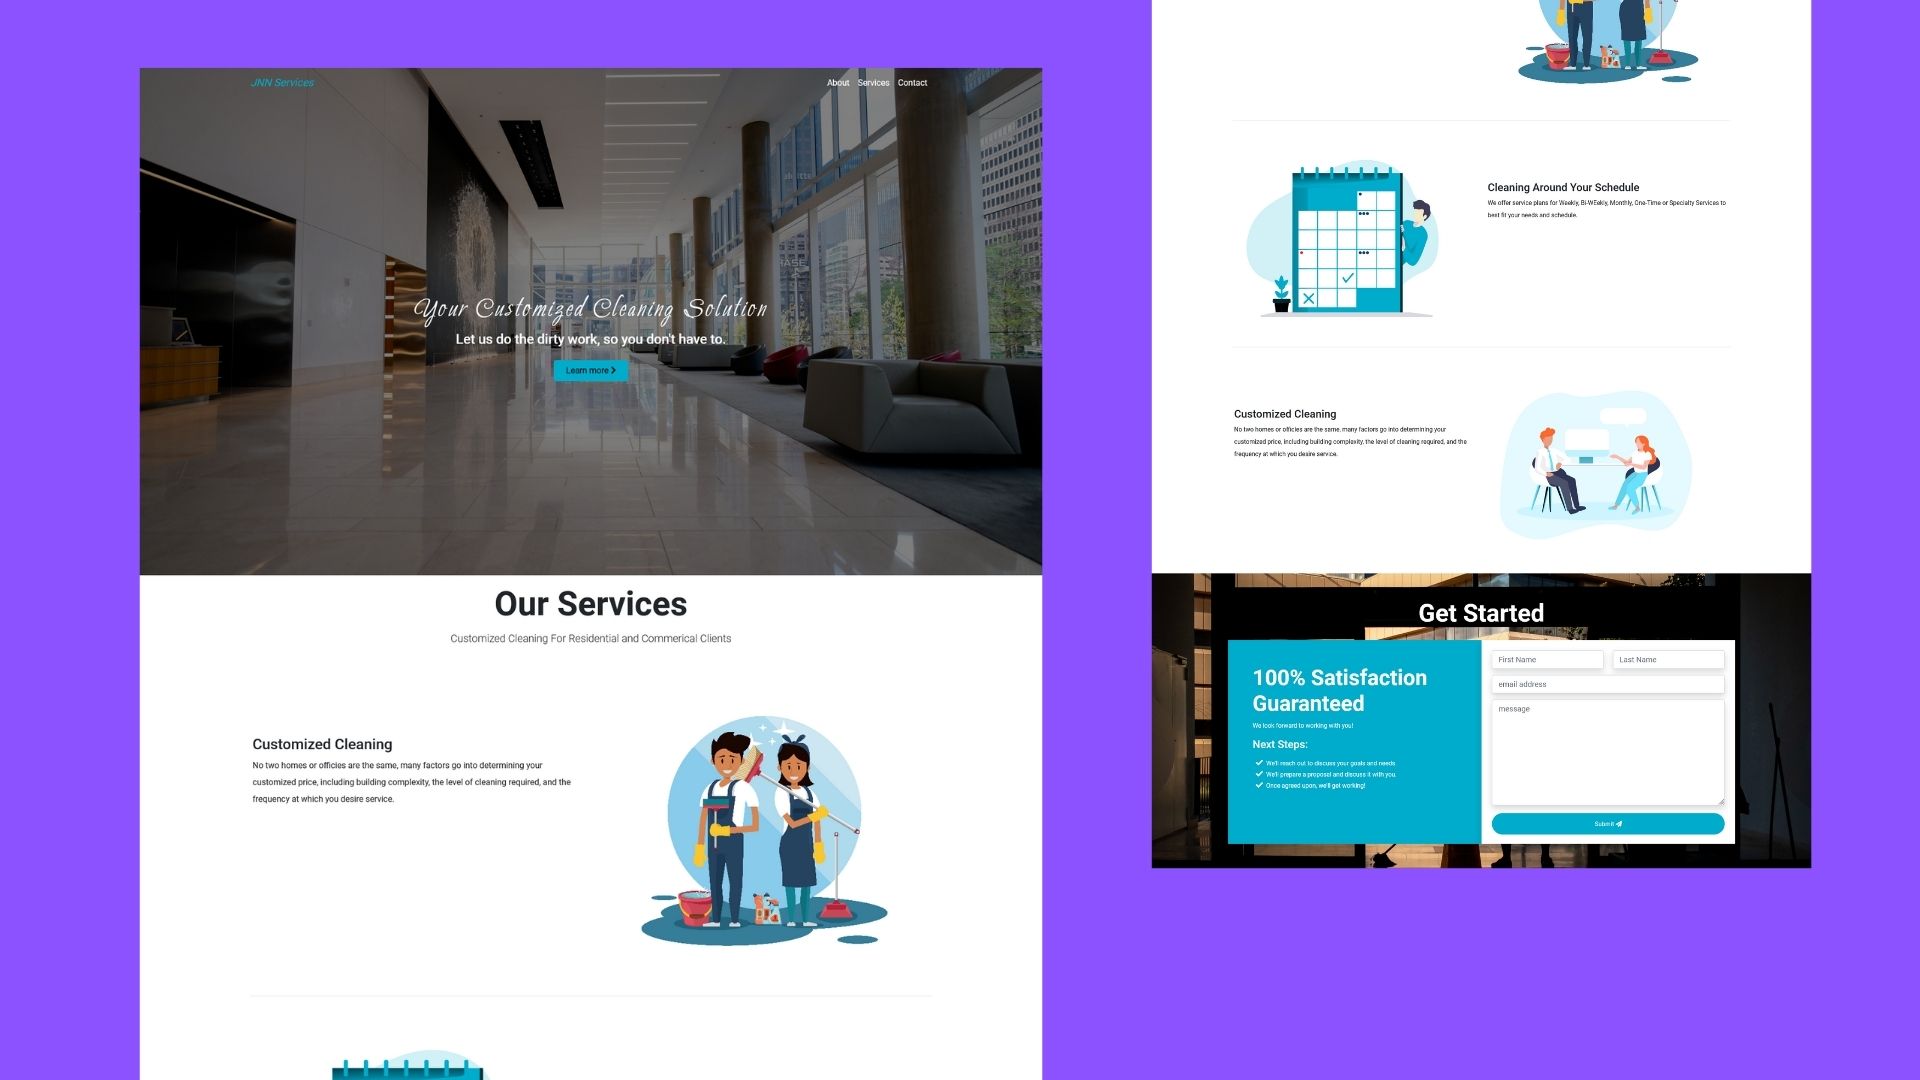 JNN Services
About Services Contact
Your Customized Cleaning Solution
Let us do the dirty work, so you don't have to.
Learn more
Our Services
Customized Cleaning For Residential and Commerical Clients
Customized Cleaning
No two homes or officies are the same, many factors go into determining your
customized price, including building complexity, the level of cleaning required, and the
frequency at which you desire service.
Cleaning Around Your Schedule
We offer service plans for Weekly, Bi-WEekly, Monthly, One-Time or Specialty Services to
best fit your needs and schedule.
Customized Cleaning
No two homes or officies are the same, many factors go into determining your
customized price, including building complexity, the level of cleaning required, and the
frequency at which you desire service.
Get Started
100% Satisfaction
Guaranteed
We look forward to working with you!
Next Steps:
We'll reach out to discuss your goals and needs.
We'll prepare a proposal and discuss it with you.
Once agreed upon, we'll get working!
First Name
Last Name
email address
message
Submit